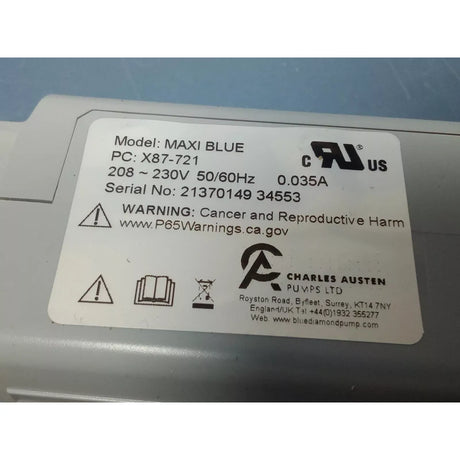 Model: MAXI BLUE
PC: X87-721
208 ~ 230V 50/60Hz 0.035A
Serial No: 21370149 34553
c RU US
WARNING: Cancer and Reproductive Harm
www.P65Warnings.ca.gov
CA
CHARLES AUSTEN
PUMPS LTD
Royston Road, Byfleet, Surrey, KT14 7NY
England/UK Tel +44(0)1932 355277
Web. www.bluediamondpump.com